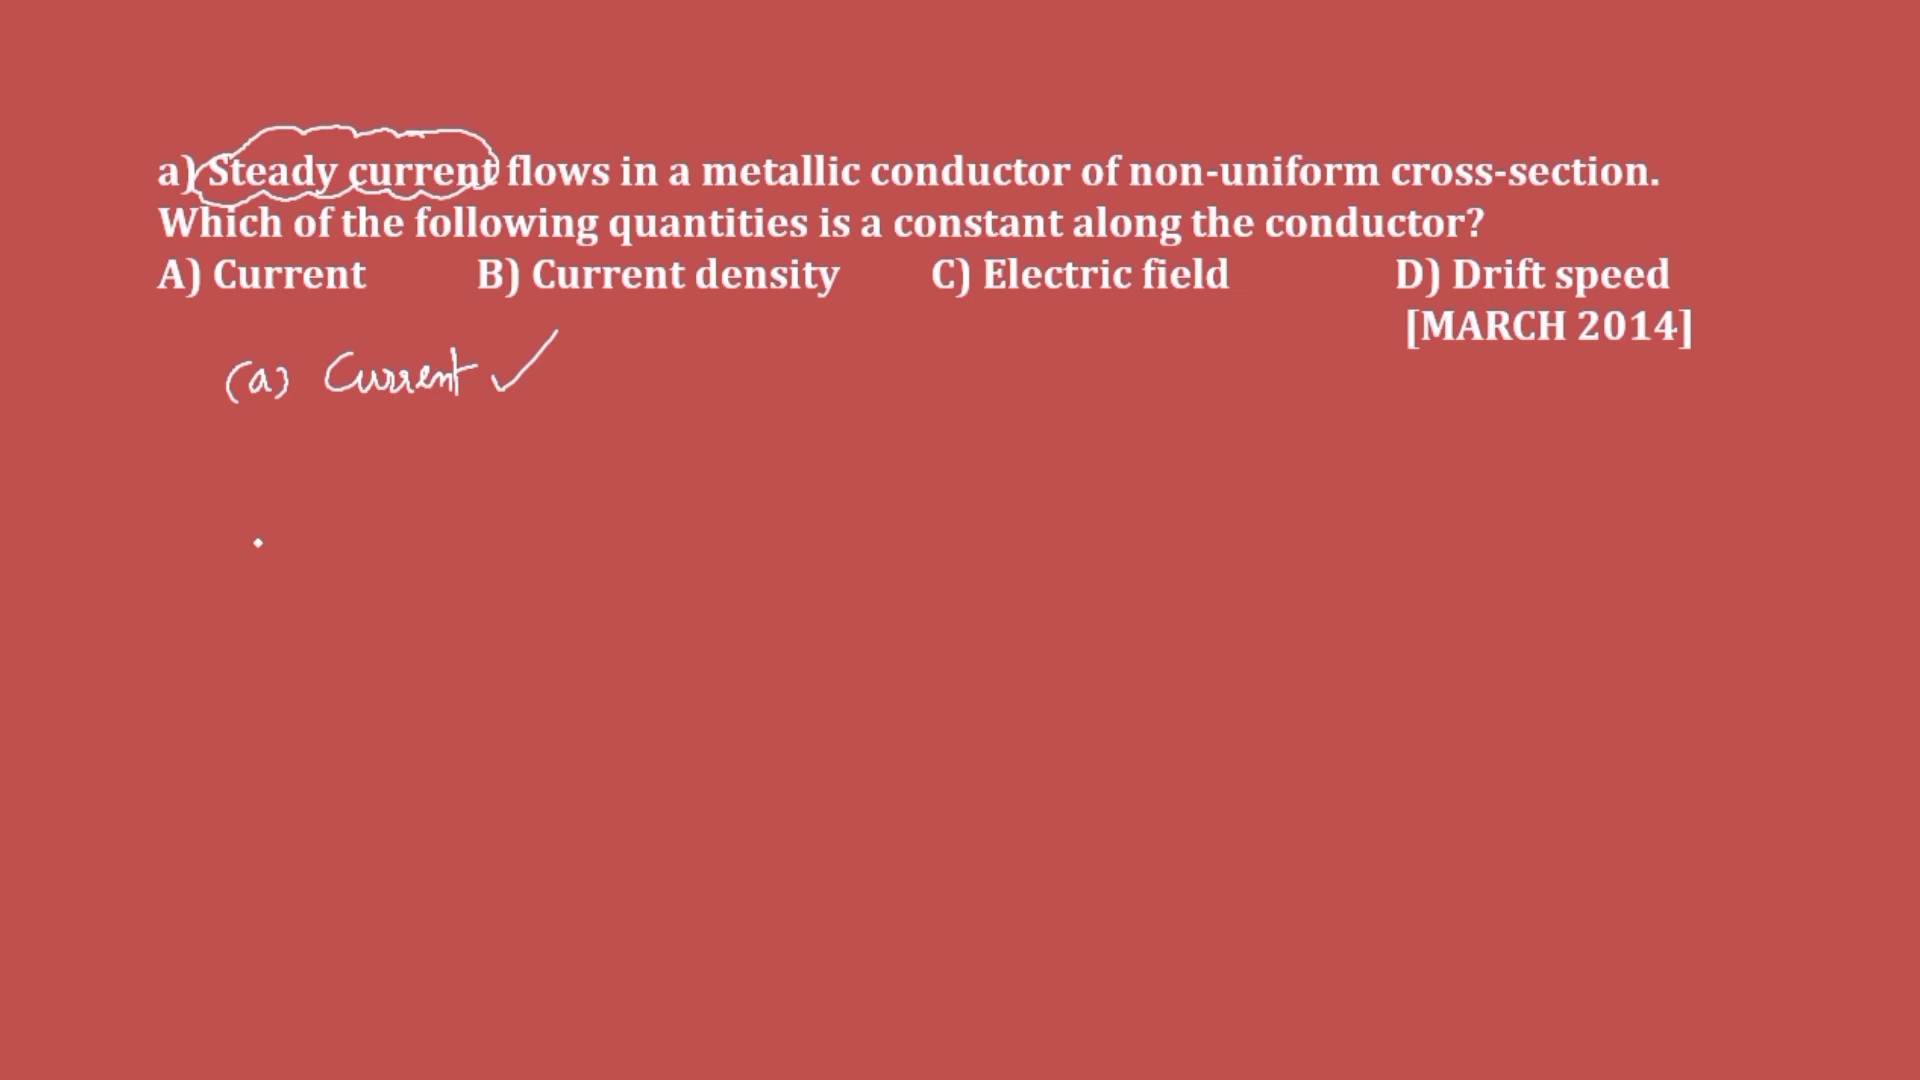 a) Steady current flows in a metallic conductor of non-uniform cross-section.
Which of the following quantities is a constant along the conductor?
A) Current B) Current density C) Electric field D) Drift speed
[MARCH 2014]
(a) Current ✓